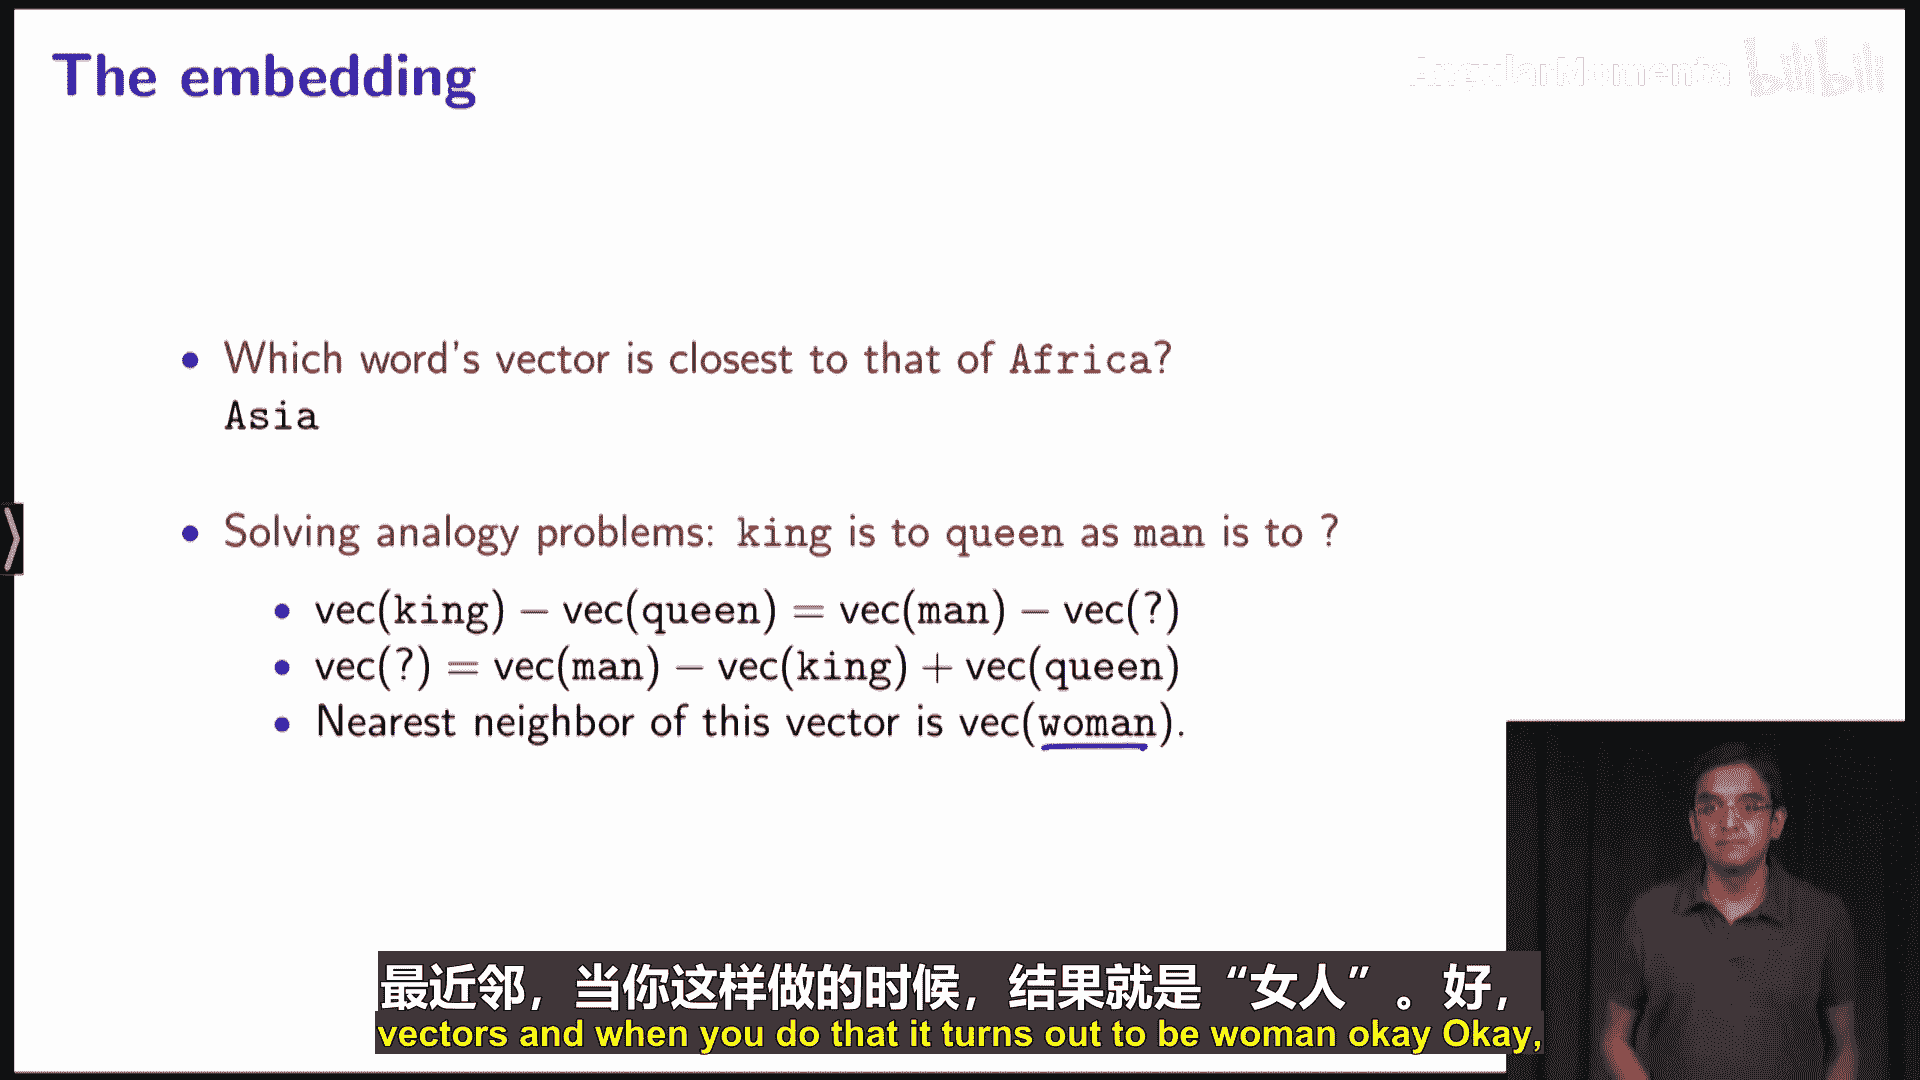 The embedding
AngularMomenta bilibili
• Which word's vector is closest to that of Africa?
Asia
• Solving analogy problems: king is to queen as man is to ?
• vec(king) − vec(queen) = vec(man) − vec(?)
• vec(?) = vec(man) − vec(king) + vec(queen)
• Nearest neighbor of this vector is vec(woman).
最近邻，当你这样做的时候，结果就是“女人”。好，
vectors and when you do that it turns out to be woman okay Okay,